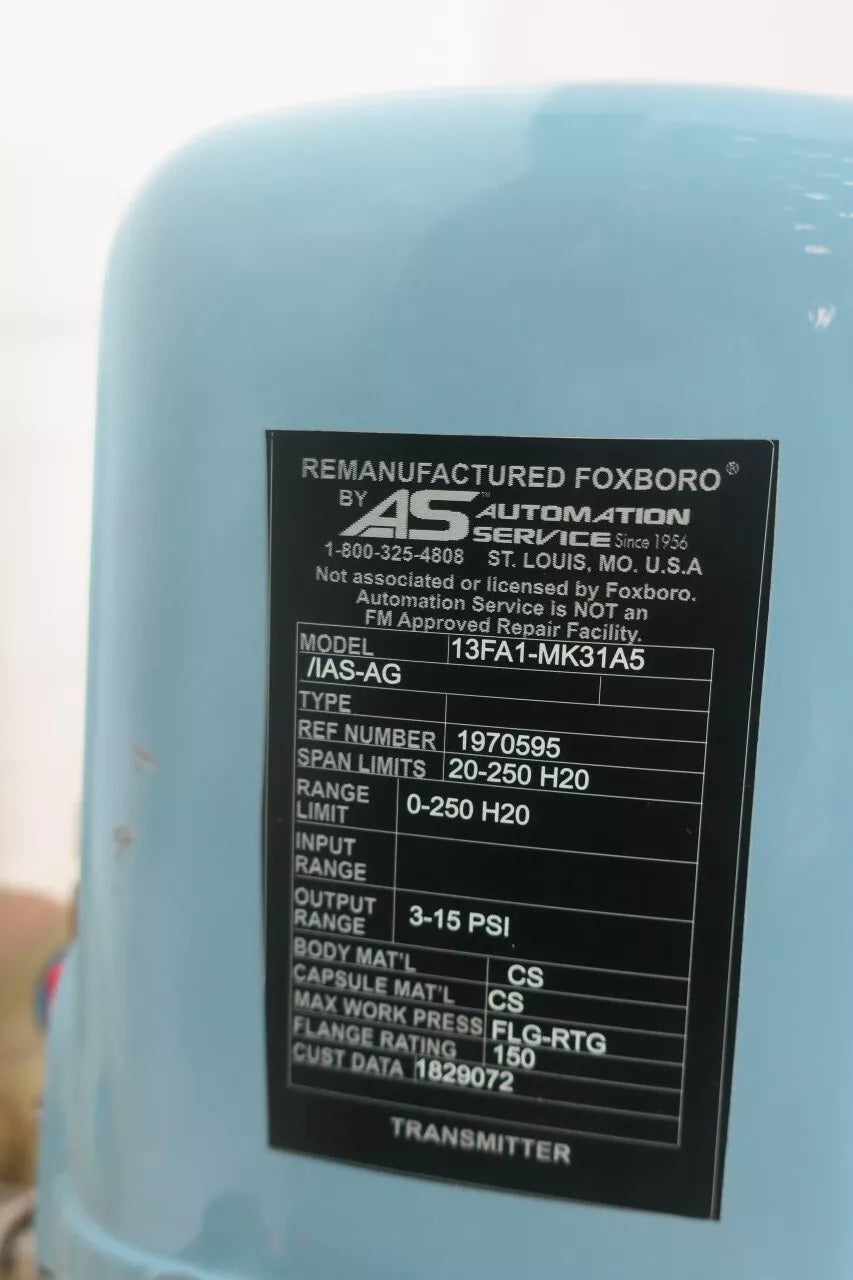 REMANUFACTURED FOXBORO®
BY AS™ AUTOMATION
SERVICE Since 1956
1-800-325-4808 ST. LOUIS, MO. U.S.A
Not associated or licensed by Foxboro.
Automation Service is NOT an
FM Approved Repair Facility.
MODEL 13FA1-MK31A5
/IAS-AG
TYPE
REF NUMBER 1970595
SPAN LIMITS 20-250 H20
RANGE
LIMIT 0-250 H20
INPUT
RANGE
OUTPUT
RANGE 3-15 PSI
BODY MAT'L CS
CAPSULE MAT'L CS
MAX WORK PRESS FLG-RTG
FLANGE RATING 150
CUST DATA 1829072
TRANSMITTER